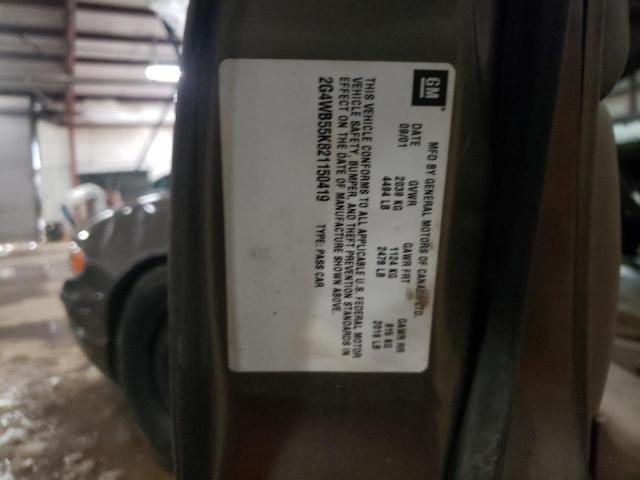 GM
MFD BY GENERAL MOTORS OF CANADA LTD.
DATE GVWR GAWR FRT GAWR RR
09/01 2039 KG 1124 KG 915 KG
4494 LB 2478 LB 2016 LB
THIS VEHICLE CONFORMS TO ALL APPLICABLE U.S. FEDERAL MOTOR
VEHICLE SAFETY, BUMPER, AND THEFT PREVENTION STANDARDS IN
EFFECT ON THE DATE OF MANUFACTURE SHOWN ABOVE.
2G4WB55K821150419 TYPE: PASS CAR